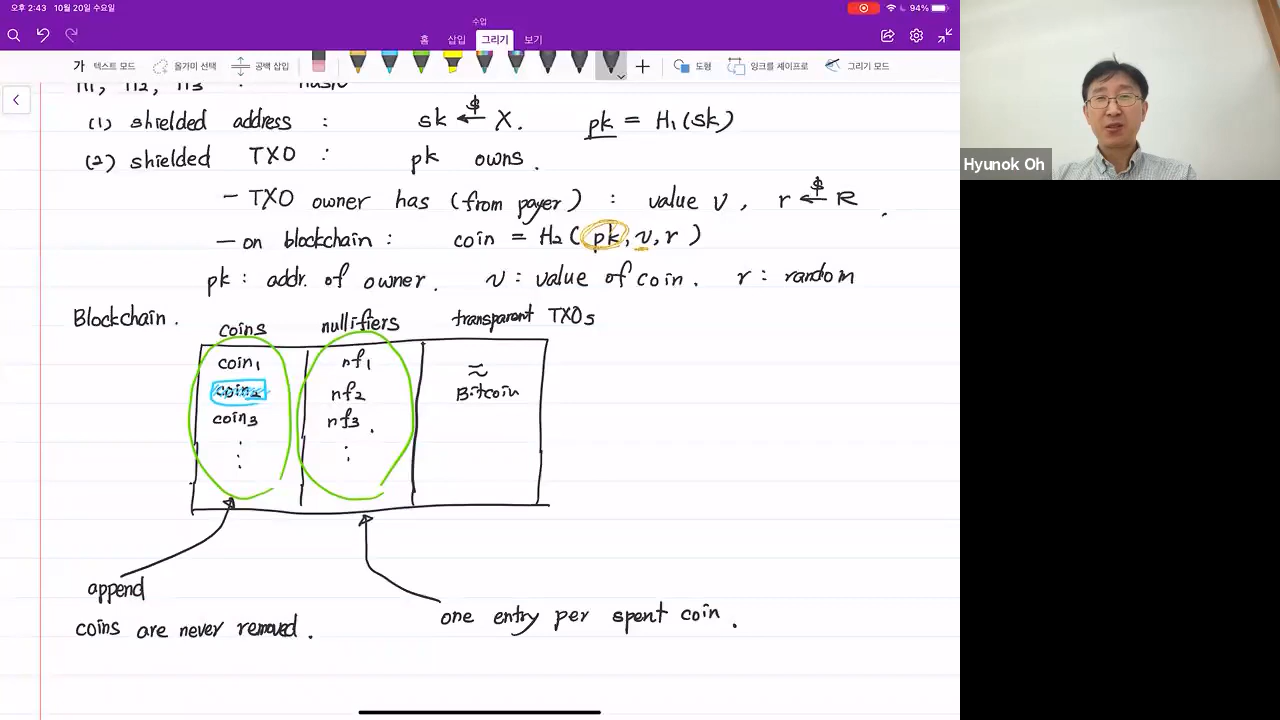 오후 2:43 10월 20일 수요일
94%
수업
홈 삽입 그리기 보기
가 텍스트 모드 올가미 선택 공백 삽입 도형 잉크를 셰이프로 그리기 모드
H1, H2, H3 :
(1) shielded address : sk ←$ X. pk = H1(sk)
(2) shielded TXO : pk owns.
- TXO owner has (from payer) : value v, r ←$ R.
- on blockchain : coin = H2(pk, v, r)
pk : addr. of owner. v : value of coin. r : random
Blockchain.
coins nullifiers transparent TXOs
coin1 nf1 ≈
coin2 nf2 Bitcoin
coin3 nf3.
⋮ ⋮
append
coins are never removed.
one entry per spent coin.
Hyunok Oh